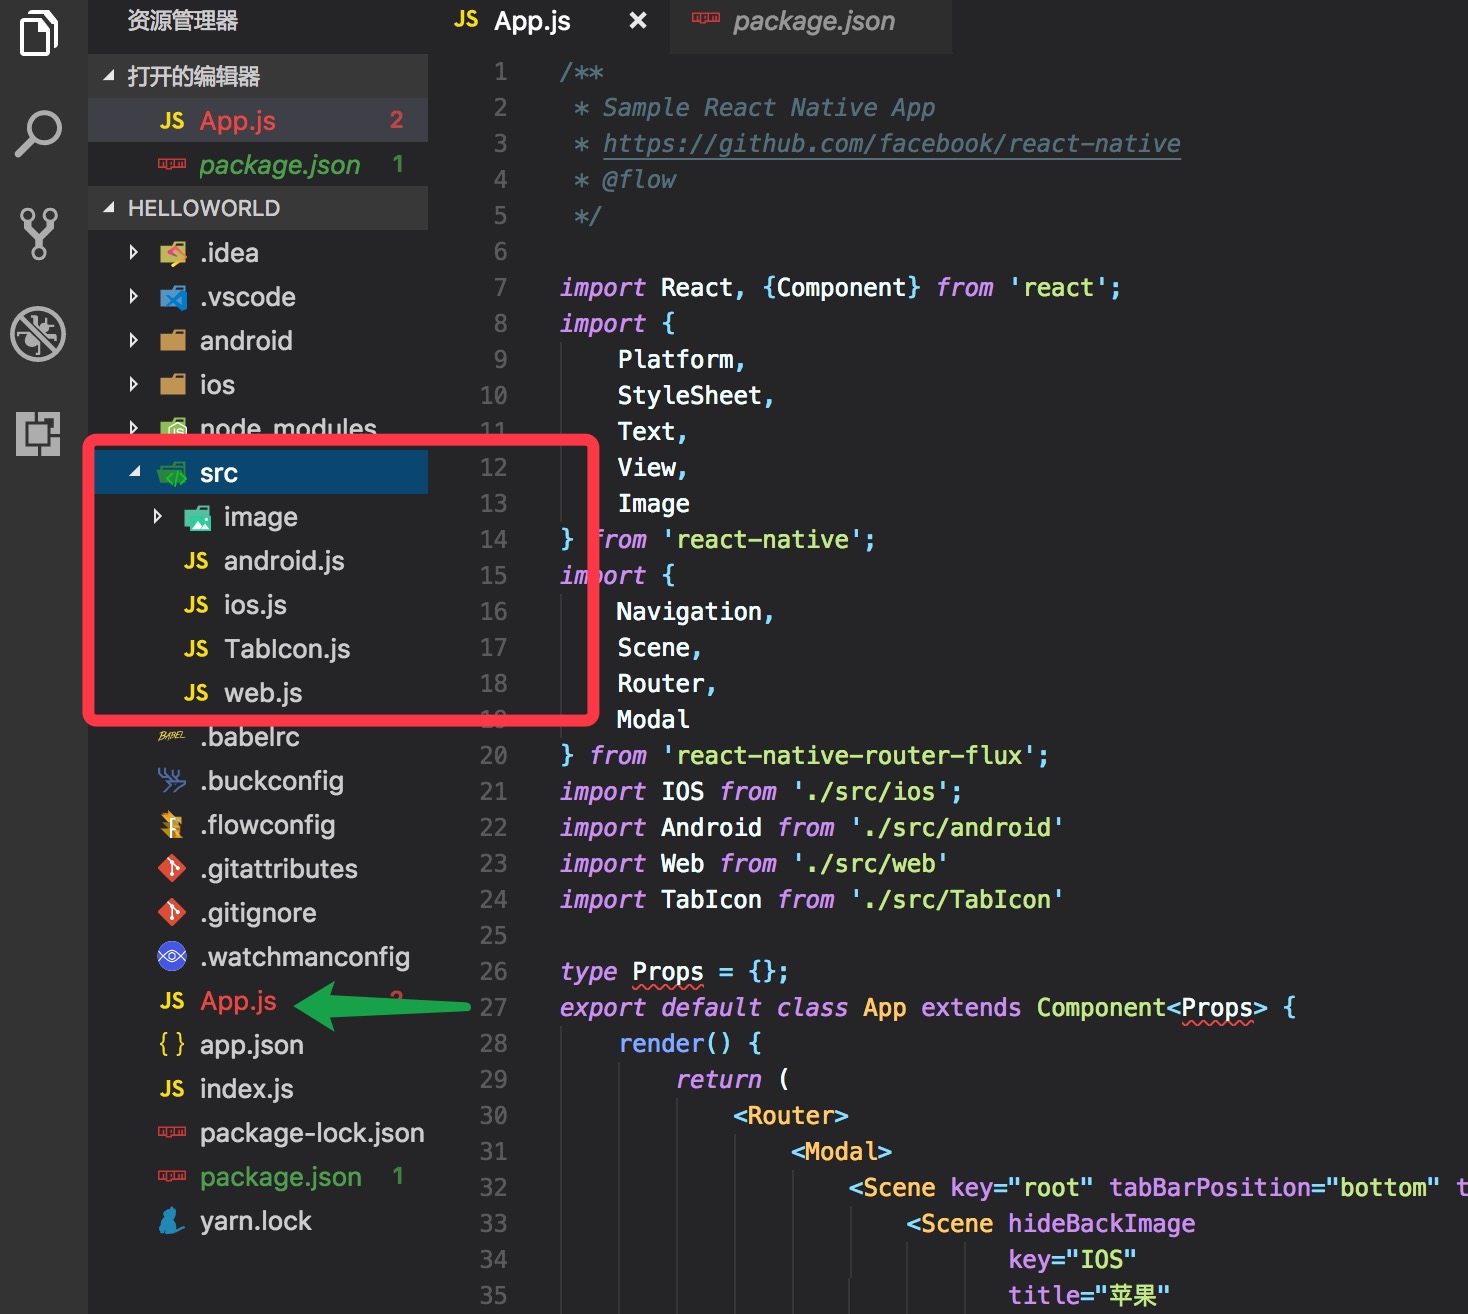 资源管理器
打开的编辑器
JS App.js 2
package.json 1
HELLOWORLD
.idea
.vscode
android
ios
node_modules
src
image
JS android.js
JS ios.js
JS TabIcon.js
JS web.js
BABEL .babelrc
.buckconfig
.flowconfig
.gitattributes
.gitignore
.watchmanconfig
JS App.js 2
{ } app.json
JS index.js
package-lock.json
package.json 1
yarn.lock
JS App.js ×
package.json
1 /**
2  * Sample React Native App
3  * https://github.com/facebook/react-native
4  * @flow
5  */
6
7 import React, {Component} from 'react';
8 import {
9     Platform,
10     StyleSheet,
11     Text,
12     View,
13     Image
14 } from 'react-native';
15 import {
16     Navigation,
17     Scene,
18     Router,
19     Modal
20 } from 'react-native-router-flux';
21 import IOS from './src/ios';
22 import Android from './src/android'
23 import Web from './src/web'
24 import TabIcon from './src/TabIcon'
25
26 type Props = {};
27 export default class App extends Component<Props> {
28     render() {
29         return (
30             <Router>
31                 <Modal>
32                     <Scene key="root" tabBarPosition="bottom" t
33                         <Scene hideBackImage
34                                key="IOS"
35                                title="苹果"